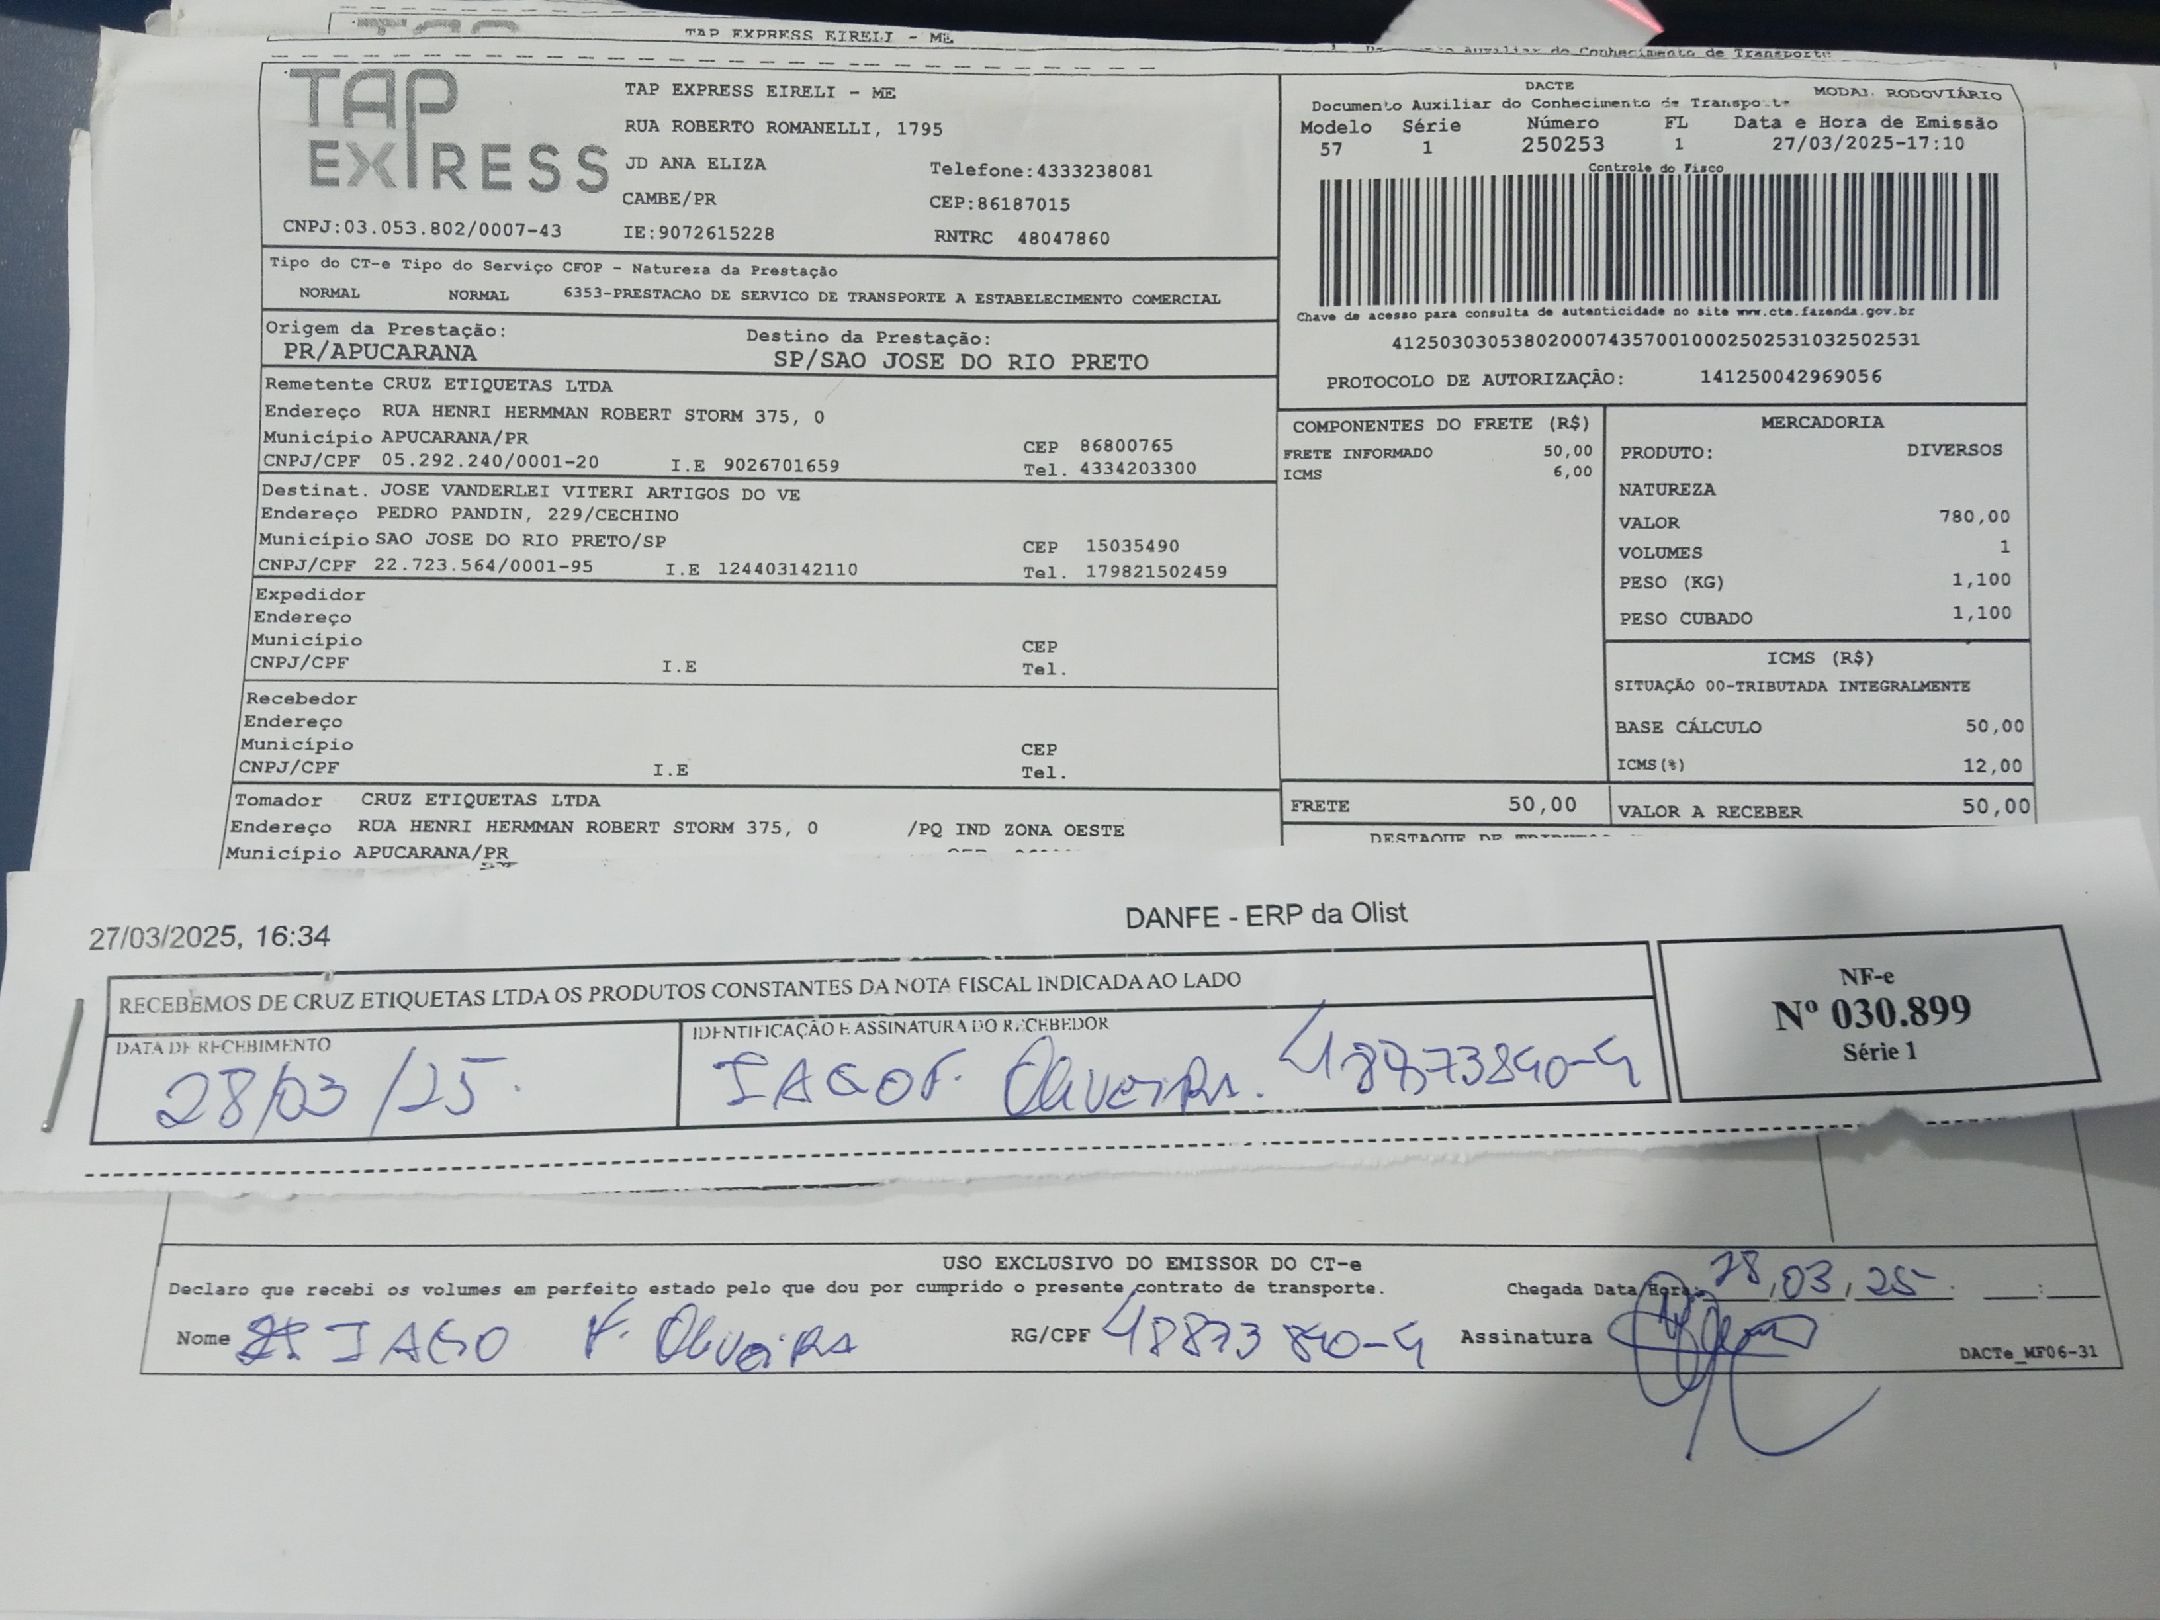 TAP EXPRESS EIRELI - ME
TAP EXPRESS
TAP EXPRESS EIRELI - ME
RUA ROBERTO ROMANELLI, 1795
JD ANA ELIZA Telefone:4333238081
CAMBE/PR CEP:86187015
CNPJ:03.053.802/0007-43 IE:9072615228 RNTRC 48047860
DACTE MODAL RODOVIÁRIO
Documento Auxiliar do Conhecimento de Transporte
Modelo Série Número FL Data e Hora de Emissão
57 1 250253 1 27/03/2025-17:10
Controle do Fisco
Chave de acesso para consulta de autenticidade no site www.cte.fazenda.gov.br
41250303053802000743570010002502531032502531
PROTOCOLO DE AUTORIZAÇÃO: 141250042969056
Tipo do CT-e Tipo do Serviço CFOP - Natureza da Prestação
NORMAL NORMAL 6353-PRESTACAO DE SERVICO DE TRANSPORTE A ESTABELECIMENTO COMERCIAL
Origem da Prestação: Destino da Prestação:
PR/APUCARANA SP/SAO JOSE DO RIO PRETO
Remetente CRUZ ETIQUETAS LTDA
Endereço RUA HENRI HERMMAN ROBERT STORM 375, 0
Município APUCARANA/PR CEP 86800765
CNPJ/CPF 05.292.240/0001-20 I.E 9026701659 Tel. 4334203300
Destinat. JOSE VANDERLEI VITERI ARTIGOS DO VE
Endereço PEDRO PANDIN, 229/CECHINO
Município SAO JOSE DO RIO PRETO/SP CEP 15035490
CNPJ/CPF 22.723.564/0001-95 I.E 124403142110 Tel. 179821502459
Expedidor
Endereço
Município CEP
CNPJ/CPF I.E Tel.
Recebedor
Endereço
Município CEP
CNPJ/CPF I.E Tel.
Tomador CRUZ ETIQUETAS LTDA
Endereço RUA HENRI HERMMAN ROBERT STORM 375, 0 /PQ IND ZONA OESTE
Município APUCARANA/PR
COMPONENTES DO FRETE (R$)
FRETE INFORMADO 50,00
ICMS 6,00
FRETE 50,00
MERCADORIA
PRODUTO: DIVERSOS
NATUREZA
VALOR 780,00
VOLUMES 1
PESO (KG) 1,100
PESO CUBADO 1,100
ICMS (R$)
SITUAÇÃO 00-TRIBUTADA INTEGRALMENTE
BASE CÁLCULO 50,00
ICMS(%) 12,00
VALOR A RECEBER 50,00
27/03/2025, 16:34 DANFE - ERP da Olist
RECEBEMOS DE CRUZ ETIQUETAS LTDA OS PRODUTOS CONSTANTES DA NOTA FISCAL INDICADA AO LADO
DATA DE RECEBIMENTO IDENTIFICAÇÃO E ASSINATURA DO RECEBEDOR
28/03/25. IAGO F. Oliveira. 48873840-4
NF-e
Nº 030.899
Série 1
USO EXCLUSIVO DO EMISSOR DO CT-e
Declaro que recebi os volumes em perfeito estado pelo que dou por cumprido o presente contrato de transporte. Chegada Data/Hora: 28,03,25
Nome IAGO F. Oliveira RG/CPF 48873840-4 Assinatura
DACTe_MF06-31